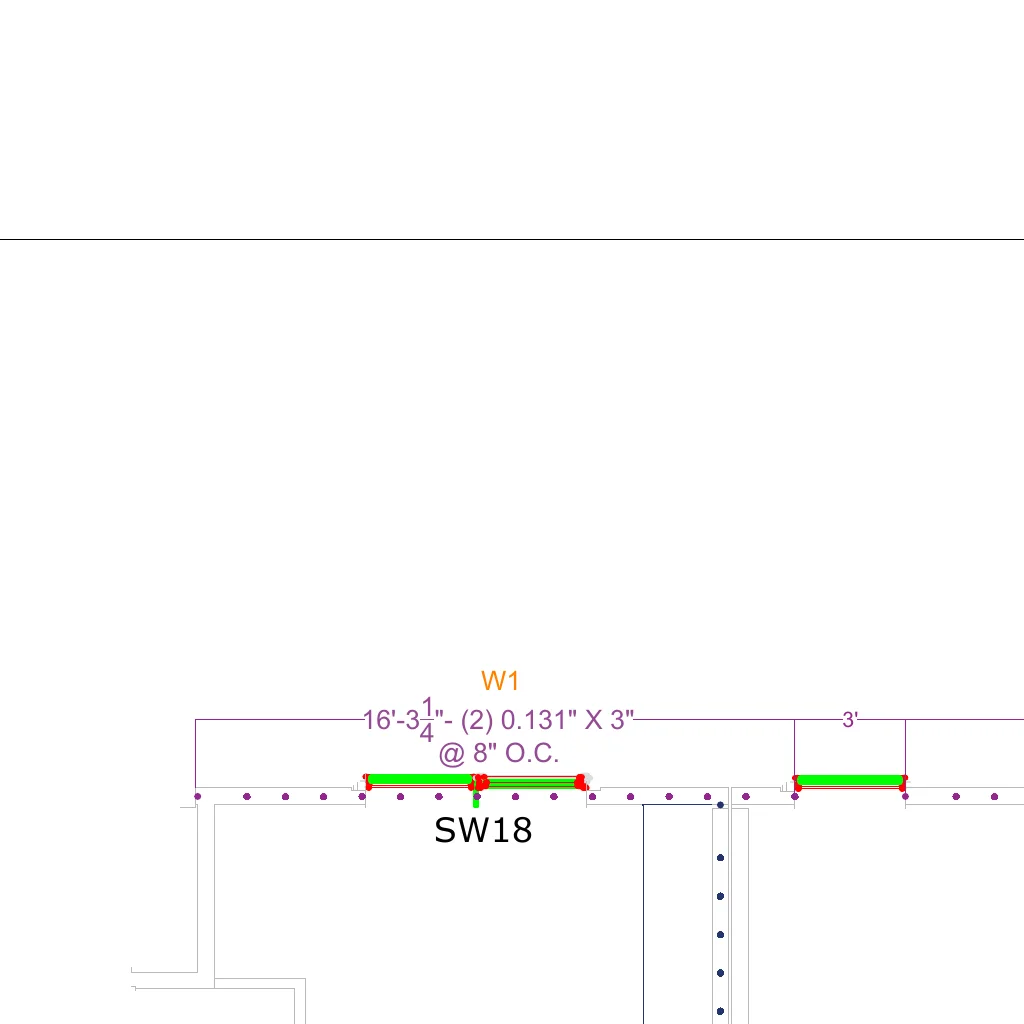 W1
16'-3 1/4"- (2) 0.131" X 3"
3'
@ 8" O.C.
SW18